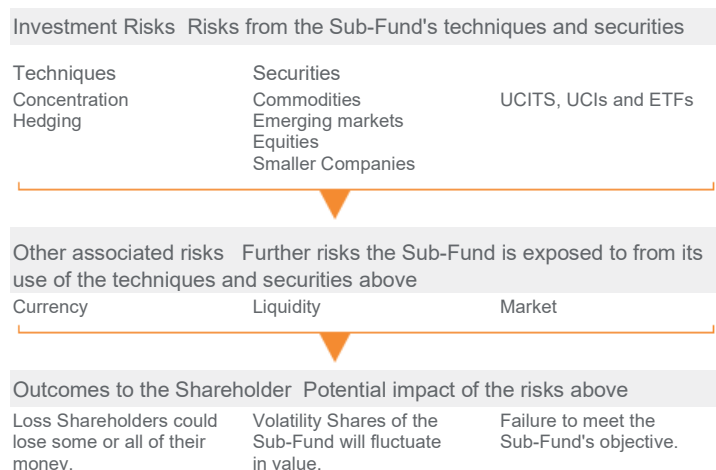 Investment Risks Risks from the Sub-Fund's techniques and securities
Techniques
Concentration
Hedging
Securities
Commodities
Emerging markets
Equities
Smaller Companies
UCITS, UCIs and ETFs
Other associated risks Further risks the Sub-Fund is exposed to from its
use of the techniques and securities above
Currency
Liquidity
Market
Outcomes to the Shareholder Potential impact of the risks above
Loss Shareholders could
lose some or all of their
money.
Volatility Shares of the
Sub-Fund will fluctuate
in value.
Failure to meet the
Sub-Fund's objective.